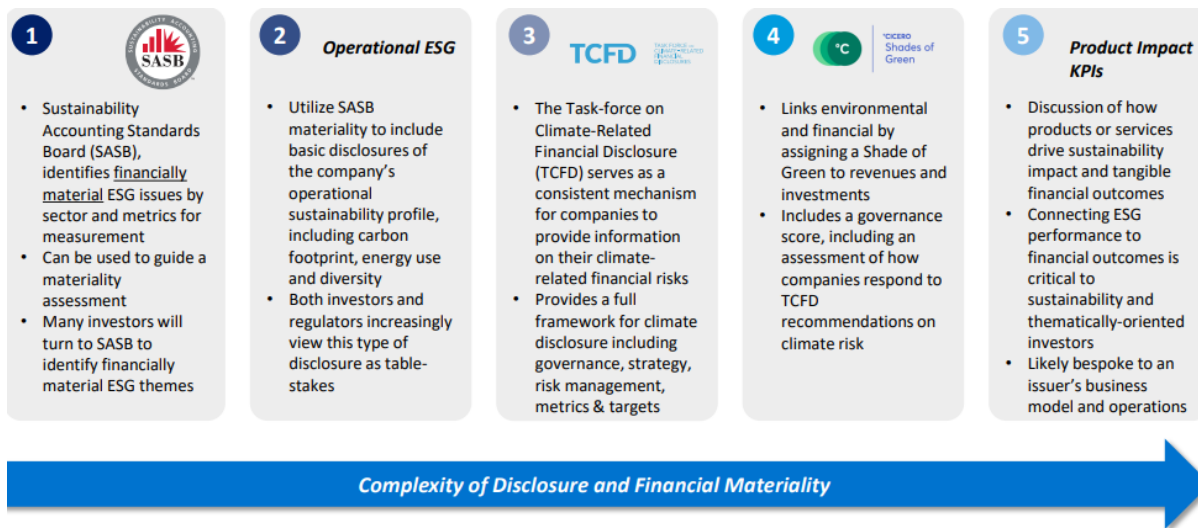 1
SUSTAINABILITY ACCOUNTING
SASB
STANDARDS BOARD
• Sustainability
Accounting Standards
Board (SASB),
identifies financially
material ESG issues by
sector and metrics for
measurement
• Can be used to guide a
materiality
assessment
• Many investors will
turn to SASB to
identify financially
material ESG themes
2
Operational ESG
• Utilize SASB
materiality to include
basic disclosures of
the company's
operational
sustainability profile,
including carbon
footprint, energy use
and diversity
• Both investors and
regulators increasingly
view this type of
disclosure as table-
stakes
3
TCFD
TASK FORCE ON
CLIMATE-RELATED
FINANCIAL
DISCLOSURES
• The Task-force on
Climate-Related
Financial Disclosure
(TCFD) serves as a
consistent mechanism
for companies to
provide information
on their climate-
related financial risks
• Provides a full
framework for climate
disclosure including
governance, strategy,
risk management,
metrics & targets
4
°C
°CICERO
Shades of
Green
• Links environmental
and financial by
assigning a Shade of
Green to revenues and
investments
• Includes a governance
score, including an
assessment of how
companies respond to
TCFD
recommendations on
climate risk
5
Product Impact
KPIs
• Discussion of how
products or services
drive sustainability
impact and tangible
financial outcomes
• Connecting ESG
performance to
financial outcomes is
critical to
sustainability and
thematically-oriented
investors
• Likely bespoke to an
issuer's business
model and operations
Complexity of Disclosure and Financial Materiality